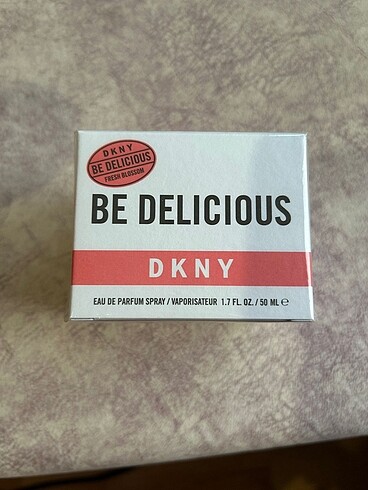 DKNY
BE DELICIOUS
FRESH BLOSSOM
BE DELICIOUS
DKNY
EAU DE PARFUM SPRAY / VAPORISATEUR 1.7 FL. OZ. / 50 ML ℮